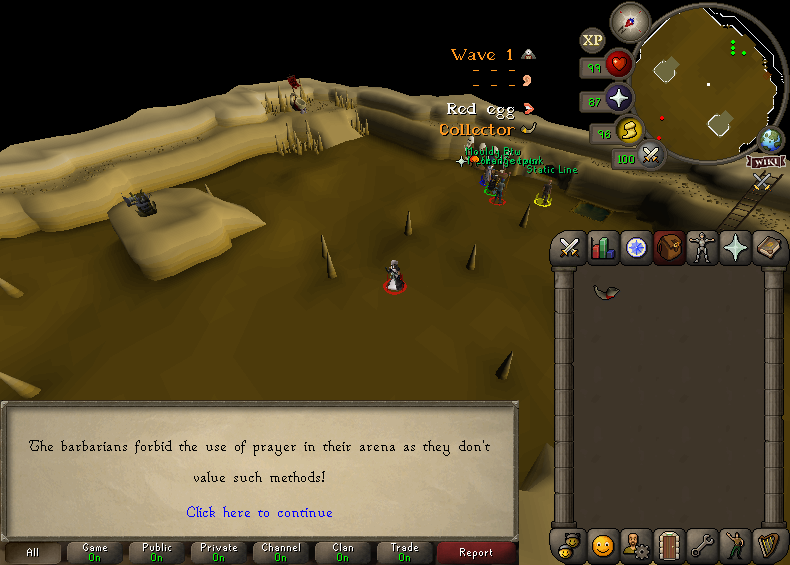 Wave 1
- - -
- - -
Red egg
Collector
Static Line
XP
99
67
96
100
WIKI
The barbarians forbid the use of prayer in their arena as they don't
value such methods!
Click here to continue
All
Game
On
Public
On
Private
On
Channel
On
Clan
On
Trade
On
Report